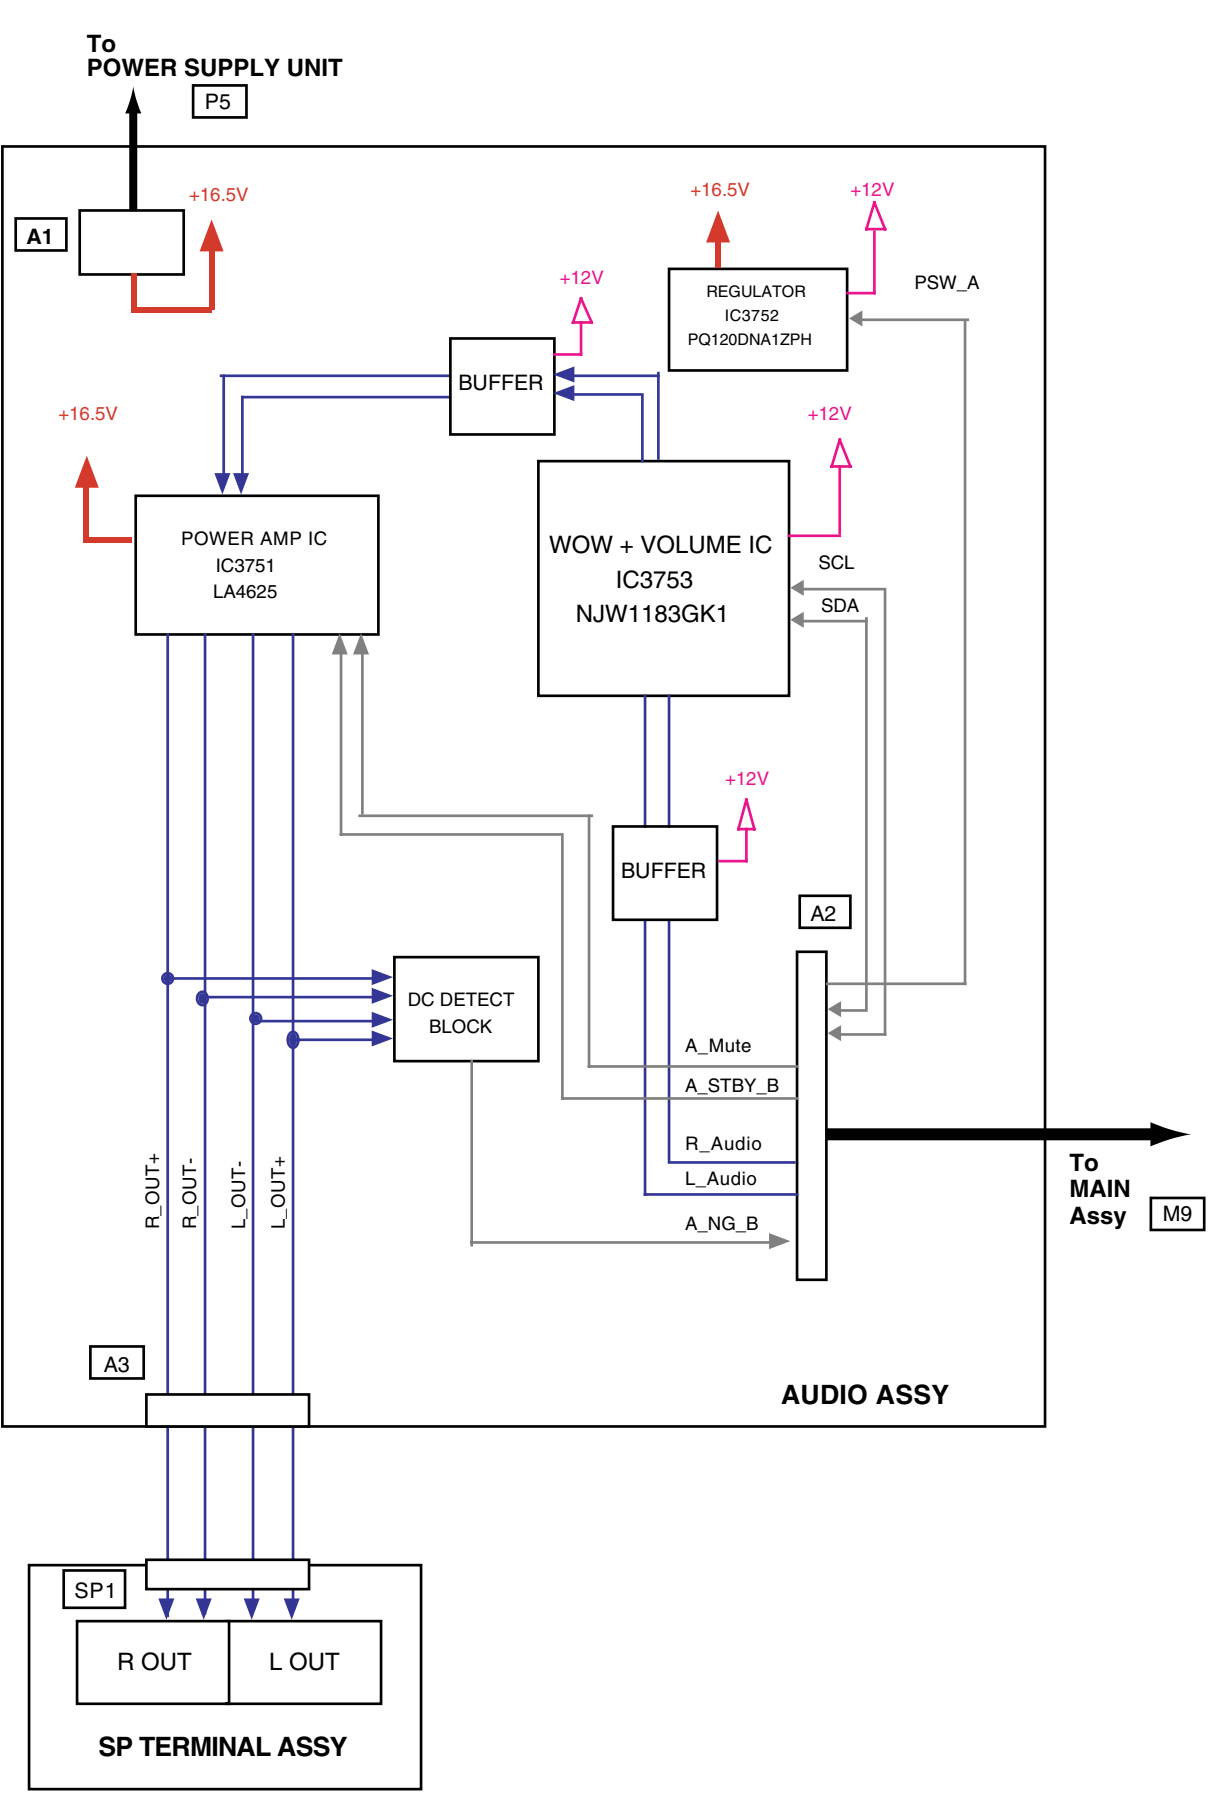 To
POWER SUPPLY UNIT
P5
+16.5V
+16.5V
+12V
A1
+12V
PSW_A
REGULATOR
IC3752
PQ120DNA1ZPH
BUFFER
+16.5V
+12V
POWER AMP IC
IC3751
LA4625
WOW + VOLUME IC
IC3753
NJW1183GK1
SCL
SDA
+12V
BUFFER
A2
DC DETECT
BLOCK
A_Mute
A_STBY_B
R_Audio
L_Audio
A_NG_B
To
MAIN
Assy
M9
R_OUT+
R_OUT-
L_OUT-
L_OUT+
A3
AUDIO ASSY
SP1
R OUT
L OUT
SP TERMINAL ASSY